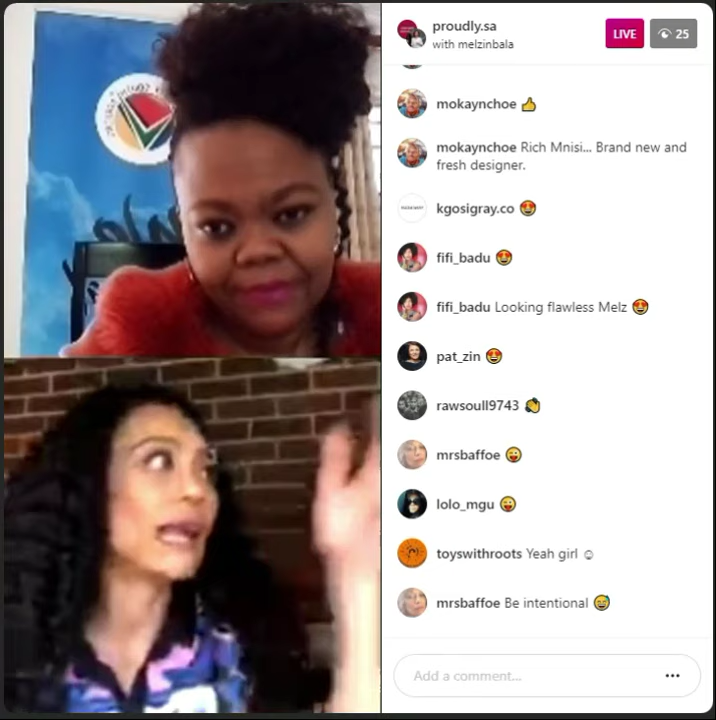 proudly.sa
with melzinbala
LIVE
25
mokaynchoe 👍
mokaynchoe Rich Mnisi... Brand new and
fresh designer.
kgosigray.co 😍
fifi_badu 😍
fifi_badu Looking flawless Melz 😍
pat_zin 😍
rawsoull9743 👏
mrsbaffoe 😜
lolo_mgu 😜
toyswithroots Yeah girl ☺
mrsbaffoe Be intentional 😅
Add a comment...